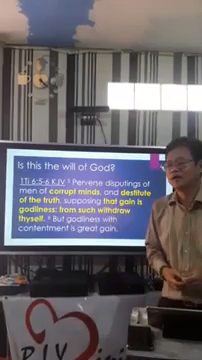 Is this the will of God?
1Ti 6:5-6 KJV 5 Perverse disputings of
men of corrupt minds, and destitute
of the truth, supposing that gain is
godliness: from such withdraw
thyself. 6 But godliness with
contentment is great gain.